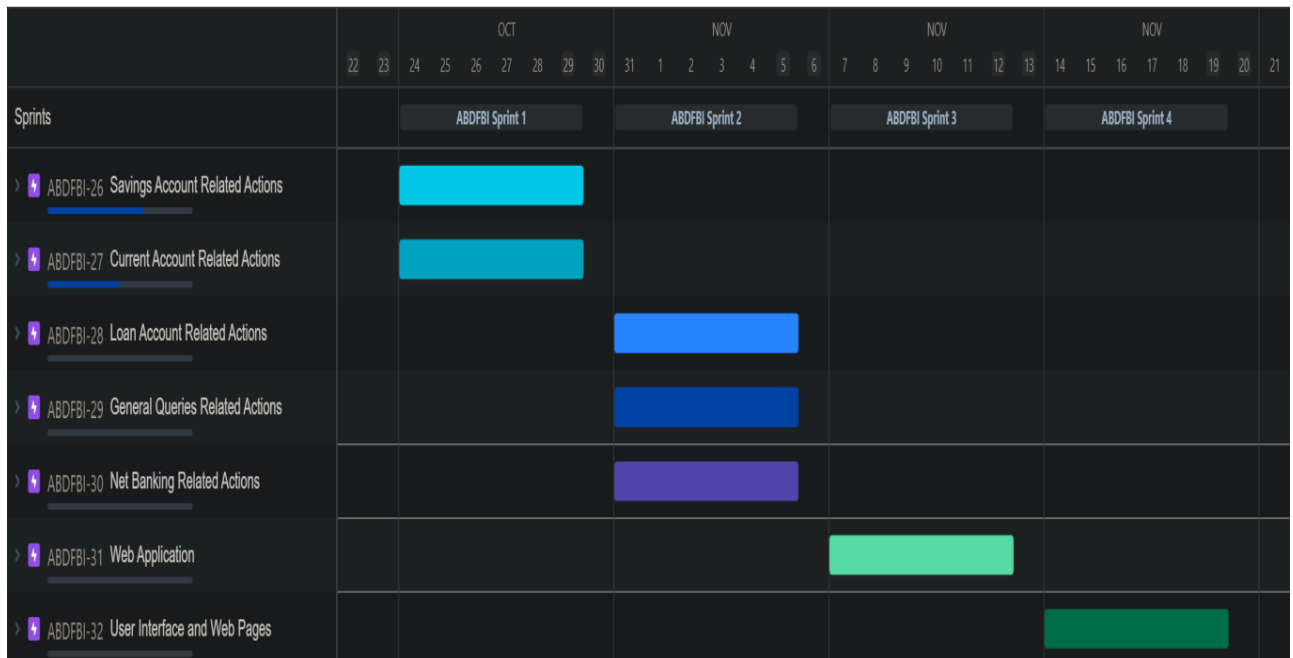 OCT NOV NOV NOV
22 23 24 25 26 27 28 29 30 31 1 2 3 4 5 6 7 8 9 10 11 12 13 14 15 16 17 18 19 20 21
Sprints ABDFBI Sprint 1 ABDFBI Sprint 2 ABDFBI Sprint 3 ABDFBI Sprint 4
ABDFBI-26 Savings Account Related Actions
ABDFBI-27 Current Account Related Actions
ABDFBI-28 Loan Account Related Actions
ABDFBI-29 General Queries Related Actions
ABDFBI-30 Net Banking Related Actions
ABDFBI-31 Web Application
ABDFBI-32 User Interface and Web Pages